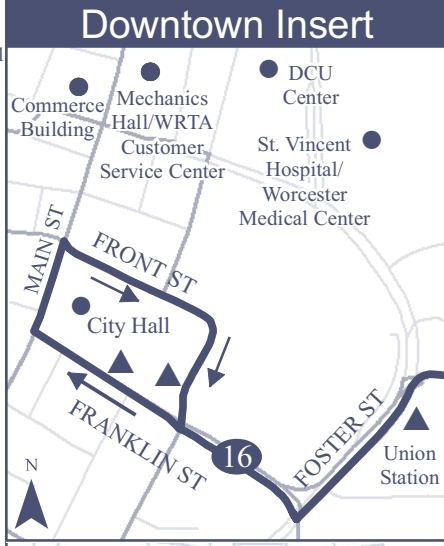 Downtown Insert
Commerce
Building
Mechanics
Hall/WRTA
Customer
Service Center
DCU
Center
St. Vincent
Hospital/
Worcester
Medical Center
MAIN ST
FRONT ST
City Hall
FRANKLIN ST
16
FOSTER ST
Union
Station
N